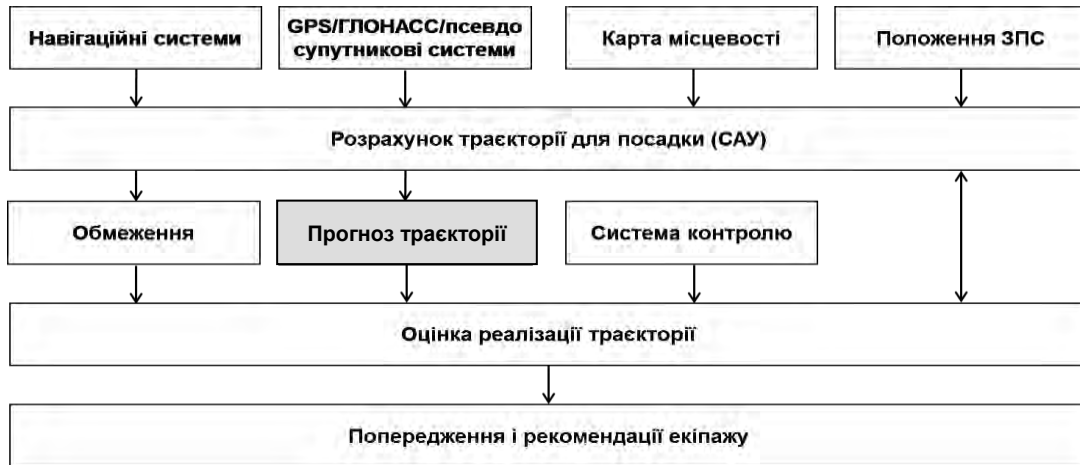 Навігаційні системи
GPS/ГЛОНАСС/псевдо
супутникові системи
Карта місцевості
Положення ЗПС
Розрахунок траєкторії для посадки (САУ)
Обмеження
Прогноз траєкторії
Система контролю
Оцінка реалізації траєкторії
Попередження і рекомендації екіпажу